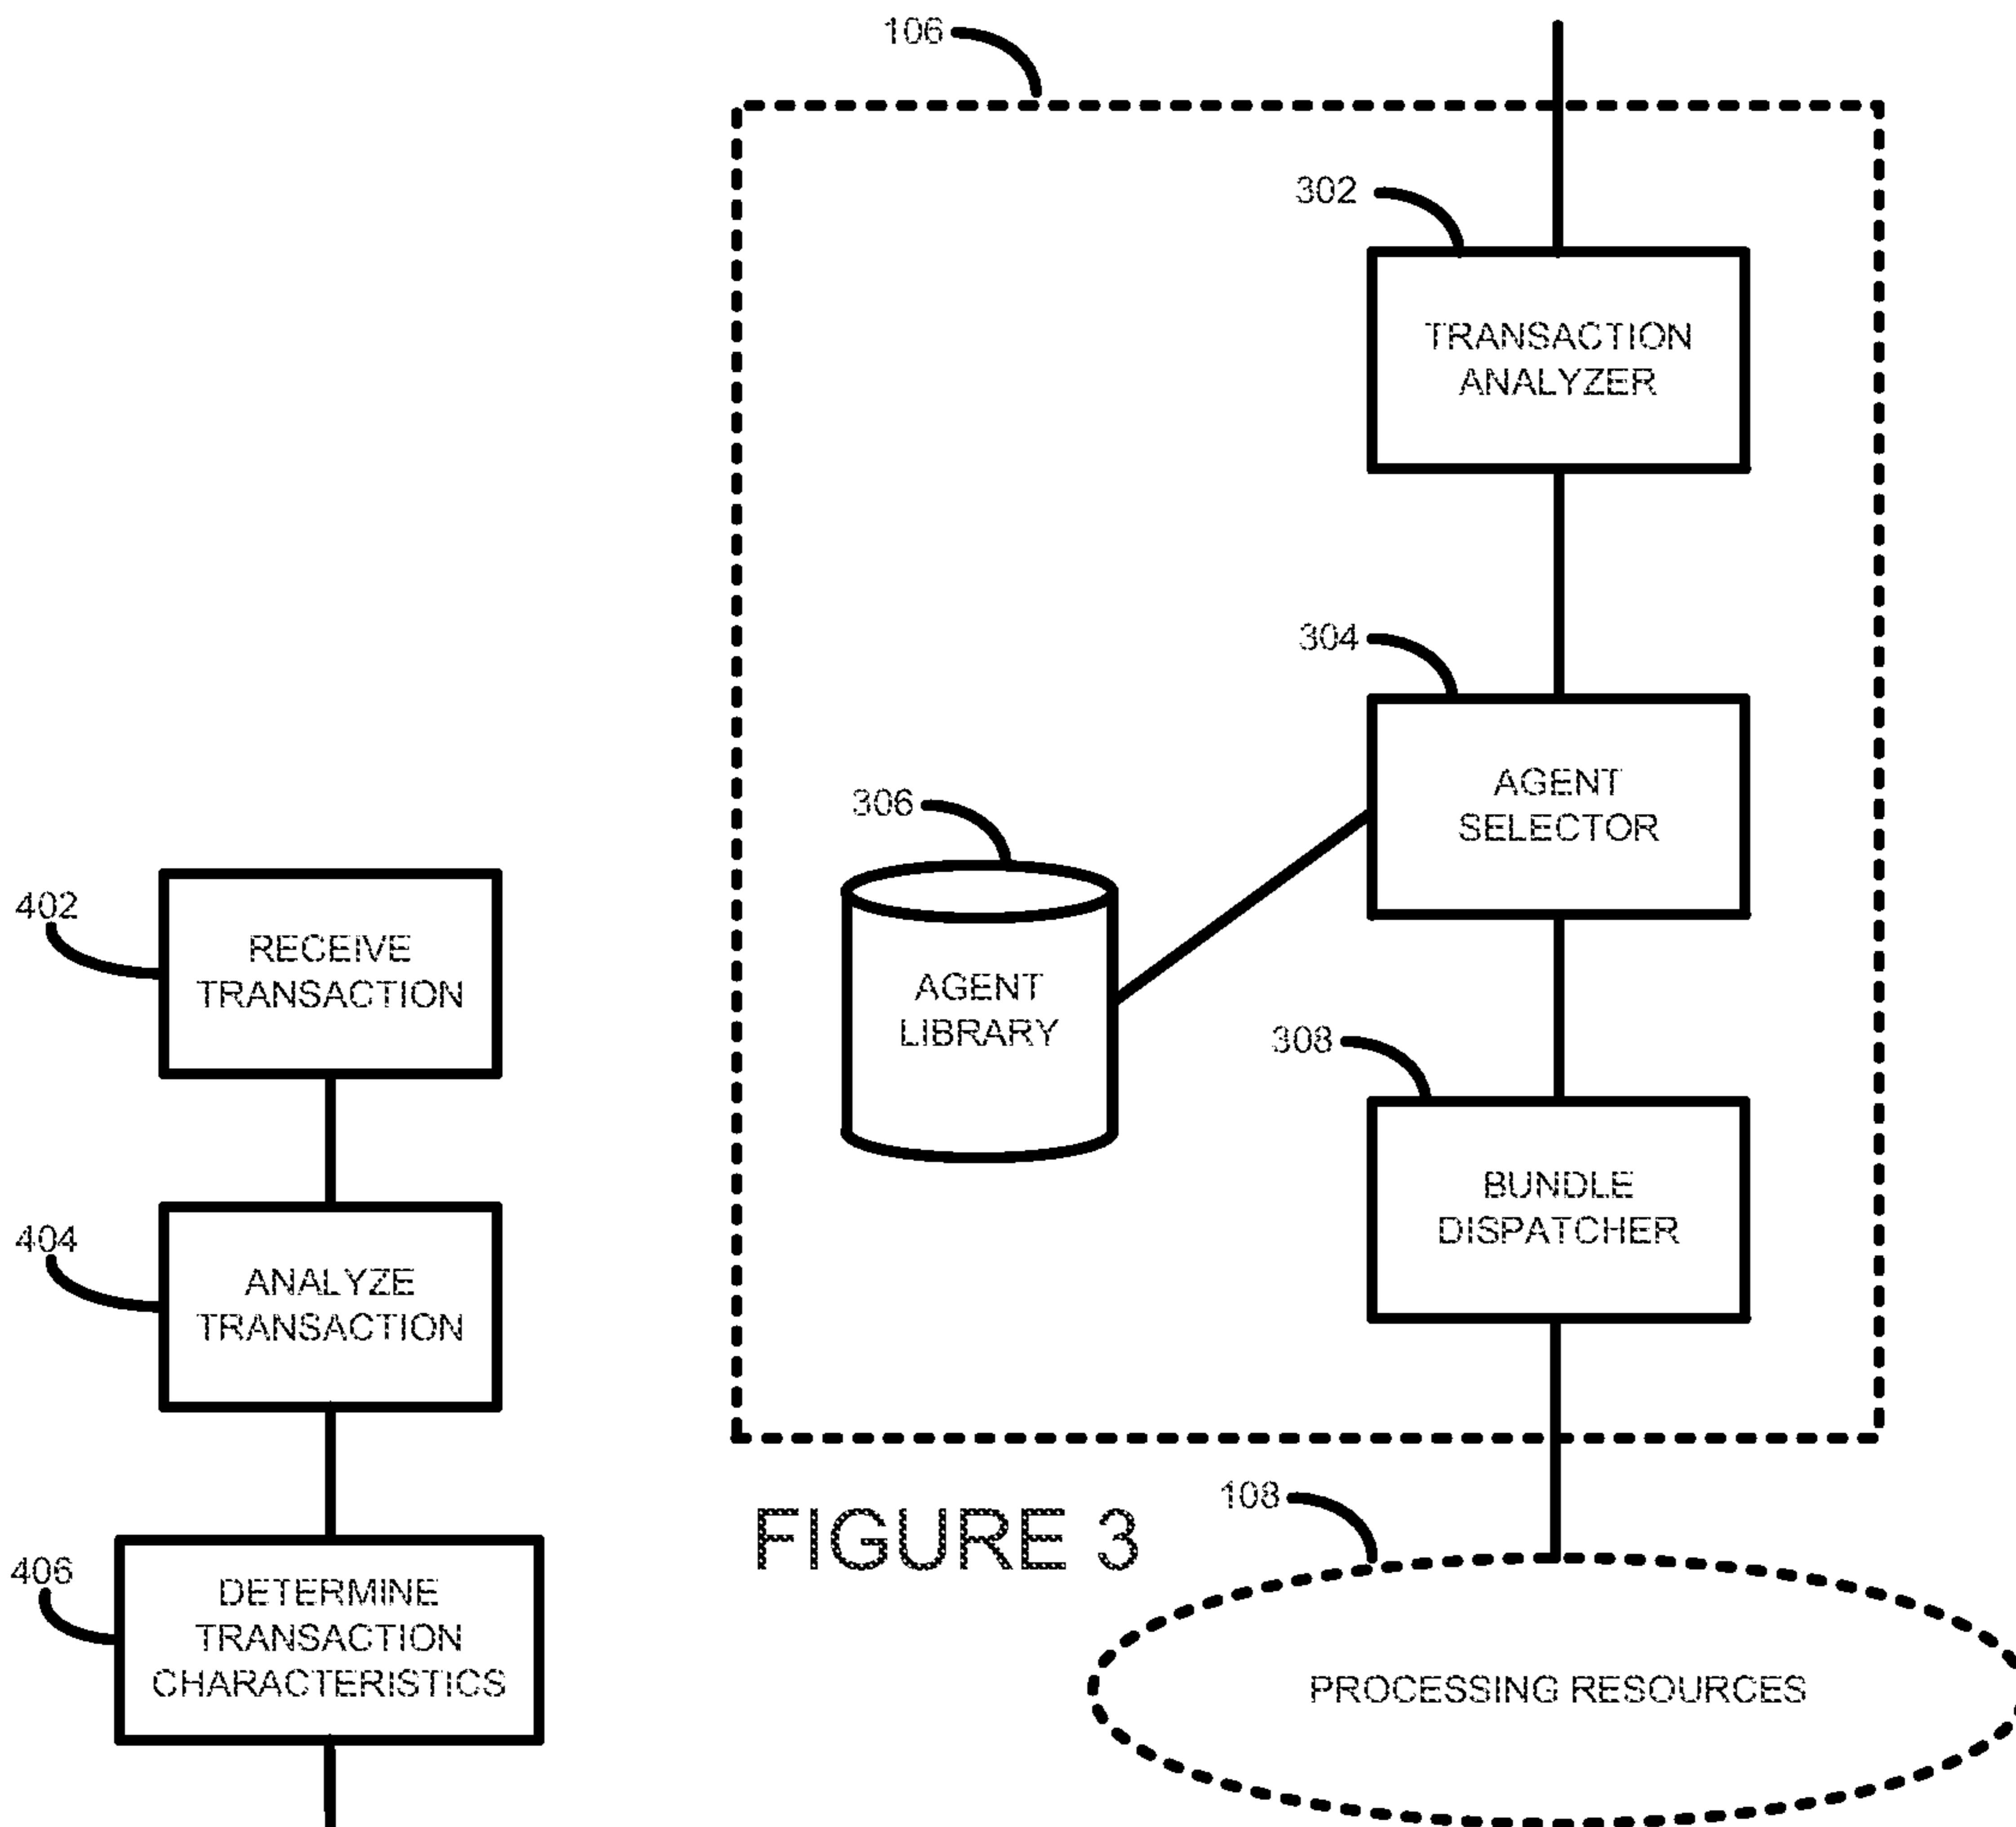 106
302
TRANSACTION
ANALYZER
304
AGENT
SELECTOR
306
AGENT
LIBRARY
308
BUNDLE
DISPATCHER
FIGURE 3
108
PROCESSING RESOURCES
402
RECEIVE
TRANSACTION
404
ANALYZE
TRANSACTION
406
DETERMINE
TRANSACTION
CHARACTERISTICS